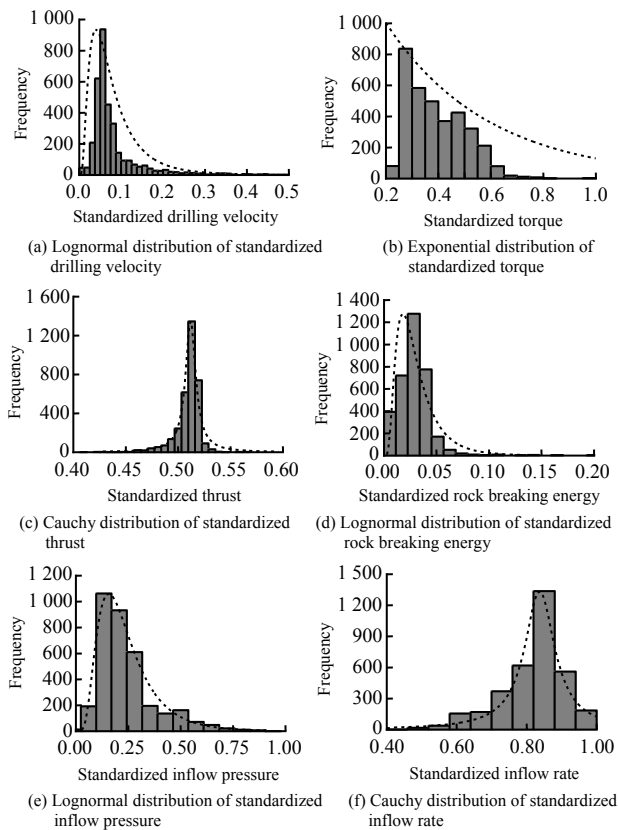 1 000
800
600
400
200
0
Frequency
0.0 0.1 0.2 0.3 0.4 0.5
Standardized drilling velocity
(a) Lognormal distribution of standardized
drilling velocity
1 000
800
600
400
200
0
Frequency
0.2 0.4 0.6 0.8 1.0
Standardized torque
(b) Exponential distribution of
standardized torque
1 600
1 200
800
400
0
Frequency
0.40 0.45 0.50 0.55 0.60
Standardized thrust
(c) Cauchy distribution of standardized
thrust
1 400
1 200
1 000
800
600
400
200
0
Frequency
0.00 0.05 0.10 0.15 0.20
Standardized rock breaking energy
(d) Lognormal distribution of standardized
rock breaking energy
1 200
1 000
800
600
400
200
0
Frequency
0.00 0.25 0.50 0.75 1.00
Standardized inflow pressure
(e) Lognormal distribution of standardized
inflow pressure
1 500
1 200
900
600
300
0
Frequency
0.40 0.60 0.80 1.00
Standardized inflow rate
(f) Cauchy distribution of standardized
inflow rate